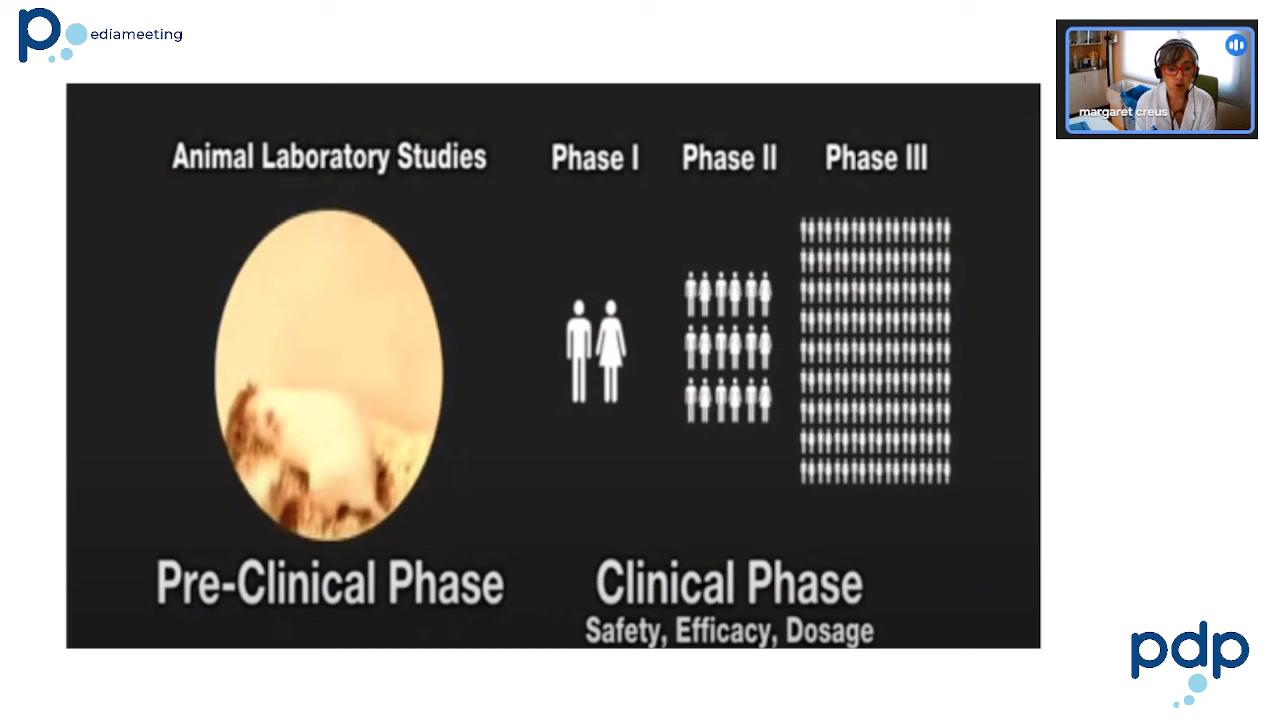 pediameeting
margaret creus
Animal Laboratory Studies
Phase I
Phase II
Phase III
Pre-Clinical Phase
Clinical Phase
Safety, Efficacy, Dosage
pdp